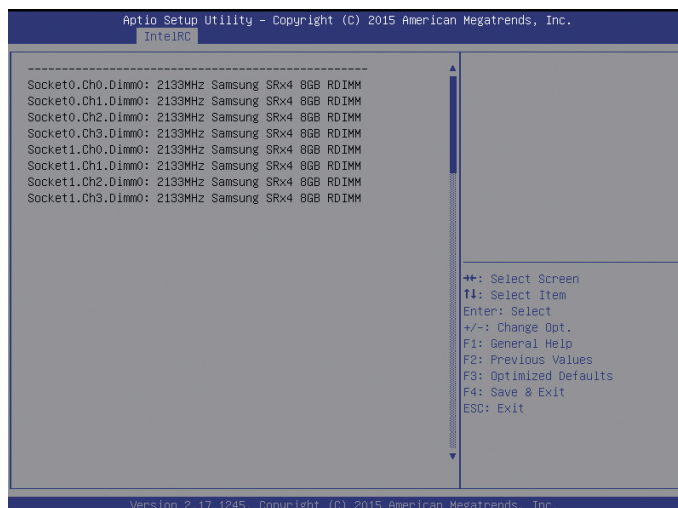 Aptio Setup Utility – Copyright (C) 2015 American Megatrends, Inc.
IntelRC
--------------------------------------------------
Socket0.Ch0.Dimm0: 2133MHz Samsung SRx4 8GB RDIMM
Socket0.Ch1.Dimm0: 2133MHz Samsung SRx4 8GB RDIMM
Socket0.Ch2.Dimm0: 2133MHz Samsung SRx4 8GB RDIMM
Socket0.Ch3.Dimm0: 2133MHz Samsung SRx4 8GB RDIMM
Socket1.Ch0.Dimm0: 2133MHz Samsung SRx4 8GB RDIMM
Socket1.Ch1.Dimm0: 2133MHz Samsung SRx4 8GB RDIMM
Socket1.Ch2.Dimm0: 2133MHz Samsung SRx4 8GB RDIMM
Socket1.Ch3.Dimm0: 2133MHz Samsung SRx4 8GB RDIMM
→←: Select Screen
↑↓: Select Item
Enter: Select
+/-: Change Opt.
F1: General Help
F2: Previous Values
F3: Optimized Defaults
F4: Save & Exit
ESC: Exit
Version 2.17.1245. Copyright (C) 2015 American Megatrends, Inc.